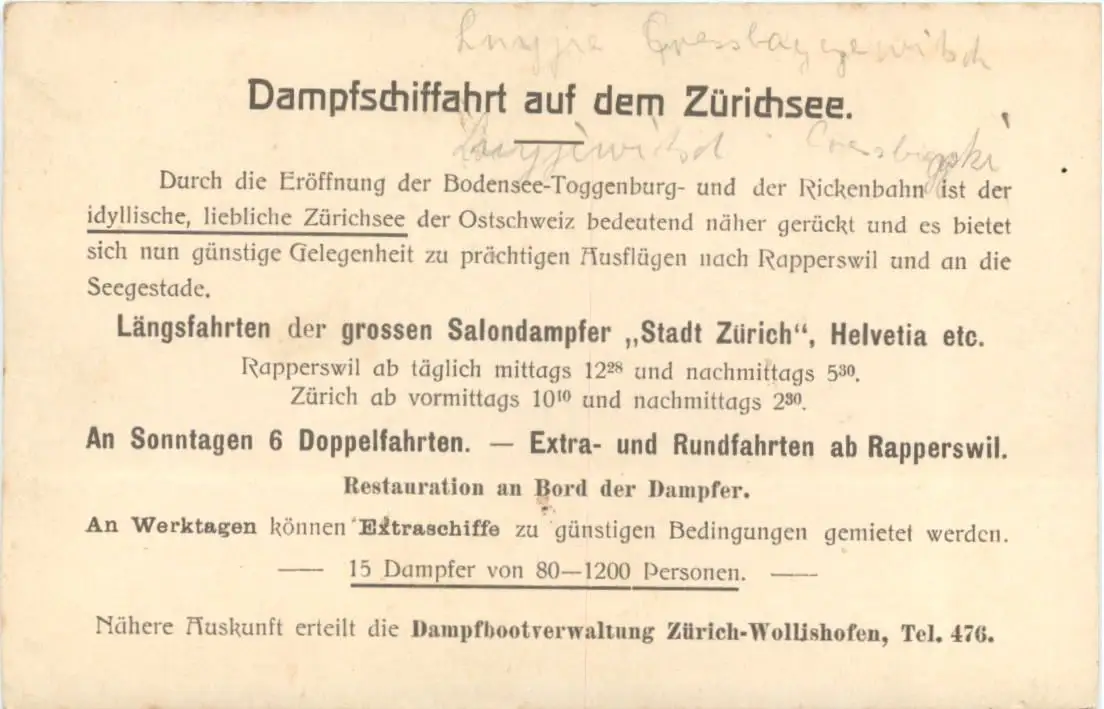 Dampfschiffahrt auf dem Zürichsee.
Durch die Eröffnung der Bodensee-Toggenburg- und der Rickenbahn ist der
idyllische, liebliche Zürichsee der Ostschweiz bedeutend näher gerückt und es bietet
sich nun günstige Gelegenheit zu prächtigen Ausflügen nach Rapperswil und an die
Seegestade.
Längsfahrten der grossen Salondampfer „Stadt Zürich“, Helvetia etc.
Rapperswil ab täglich mittags 12²⁸ und nachmittags 5³⁰.
Zürich ab vormittags 10¹⁰ und nachmittags 2³⁰.
An Sonntagen 6 Doppelfahrten. — Extra- und Rundfahrten ab Rapperswil.
Restauration an Bord der Dampfer.
An Werktagen können Extraschiffe zu günstigen Bedingungen gemietet werden.
— 15 Dampfer von 80—1200 Personen. —
Nähere Auskunft erteilt die Dampfbootverwaltung Zürich-Wollishofen, Tel. 476.